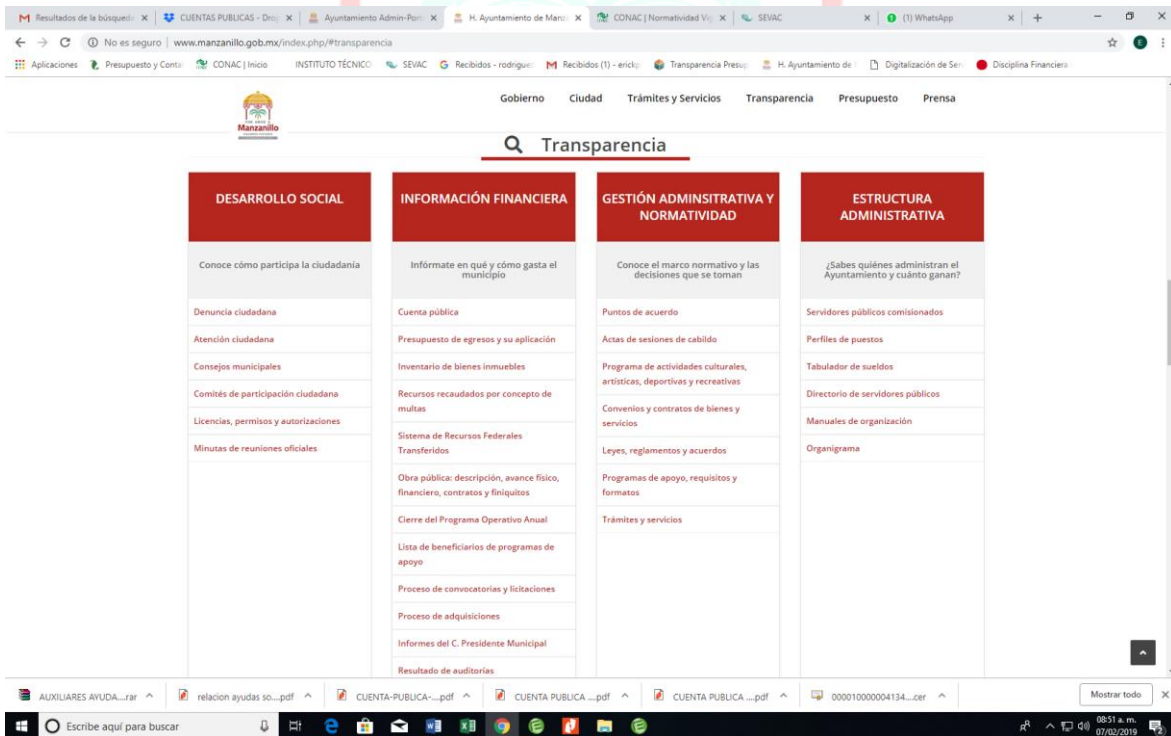 Resultados de la búsqued
CUENTAS PUBLICAS - Drop
Ayuntamiento Admin-Port
H. Ayuntamiento de Manz
CONAC | Normatividad Vig
SEVAC
(1) WhatsApp
No es seguro | www.manzanillo.gob.mx/index.php/#transparencia
Aplicaciones
Presupuesto y Conta
CONAC | Inicio
INSTITUTO TÉCNICO
SEVAC
Recibidos - rodrigue
Recibidos (1) - erick
Transparencia Presup
H. Ayuntamiento de
Digitalización de Ser
Disciplina Financiera
Manzanillo
Gobierno Ciudad Trámites y Servicios Transparencia Presupuesto Prensa
Transparencia
DESARROLLO SOCIAL
Conoce cómo participa la ciudadanía
Denuncia ciudadana
Atención ciudadana
Consejos municipales
Comités de participación ciudadana
Licencias, permisos y autorizaciones
Minutas de reuniones oficiales
INFORMACIÓN FINANCIERA
Infórmate en qué y cómo gasta el
municipio
Cuenta pública
Presupuesto de egresos y su aplicación
Inventario de bienes inmuebles
Recursos recaudados por concepto de
multas
Sistema de Recursos Federales
Transferidos
Obra pública: descripción, avance físico,
financiero, contratos y finiquitos
Cierre del Programa Operativo Anual
Lista de beneficiarios de programas de
apoyo
Proceso de convocatorias y licitaciones
Proceso de adquisiciones
Informes del C. Presidente Municipal
Resultado de auditorías
GESTIÓN ADMINSITRATIVA Y
NORMATIVIDAD
Conoce el marco normativo y las
decisiones que se toman
Puntos de acuerdo
Actas de sesiones de cabildo
Programa de actividades culturales,
artísticas, deportivas y recreativas
Convenios y contratos de bienes y
servicios
Leyes, reglamentos y acuerdos
Programas de apoyo, requisitos y
formatos
Trámites y servicios
ESTRUCTURA
ADMINISTRATIVA
¿Sabes quiénes administran el
Ayuntamiento y cuánto ganan?
Servidores públicos comisionados
Perfiles de puestos
Tabulador de sueldos
Directorio de servidores públicos
Manuales de organización
Organigrama
AUXILIARES AYUDA....rar
relacion ayudas so....pdf
CUENTA-PUBLICA-....pdf
CUENTA PUBLICA ....pdf
CUENTA PUBLICA ....pdf
000010000004134....cer
Mostrar todo
Escribe aquí para buscar
08:51 a. m.
07/02/2019